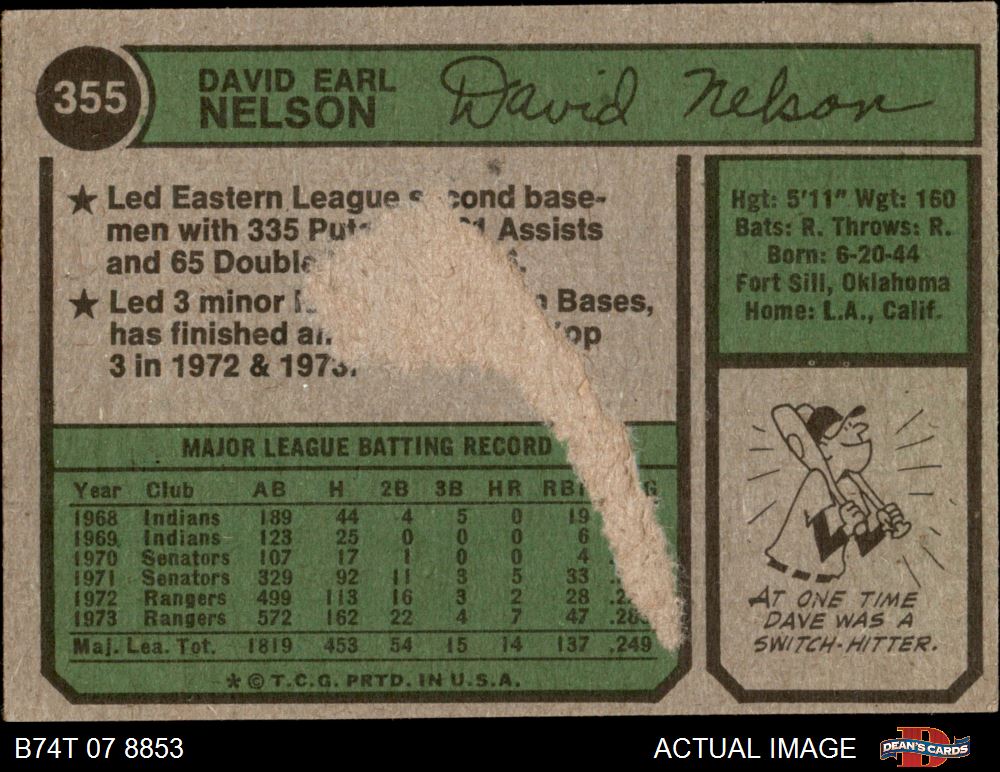 355
DAVID EARL
NELSON
David Nelson
★ Led Eastern League second base-
men with 335 Assists
and 65
★ Led 3 minor Bases,
has finished
3 in 1972 & 1973.
Hgt: 5'11" Wgt: 160
Bats: R. Throws: R.
Born: 6-20-44
Fort Sill, Oklahoma
Home: L.A., Calif.
MAJOR LEAGUE BATTING RECORD
Year Club AB H 2B 3B HR RBI
1968 Indians 189 44 4 5 0 19
1969 Indians 123 25 0 0 0 6
1970 Senators 107 17 1 0 0 4
1971 Senators 329 92 11 3 5 33
1972 Rangers 499 113 16 3 2 28
1973 Rangers 572 162 22 4 7 47
Maj. Lea. Tot. 1819 453 54 15 14 137 .249
* © T.C.G. PRTD. IN U.S.A.
AT ONE TIME
DAVE WAS A
SWITCH-HITTER.
B74T 07 8853
ACTUAL IMAGE
DEAN'S CARDS